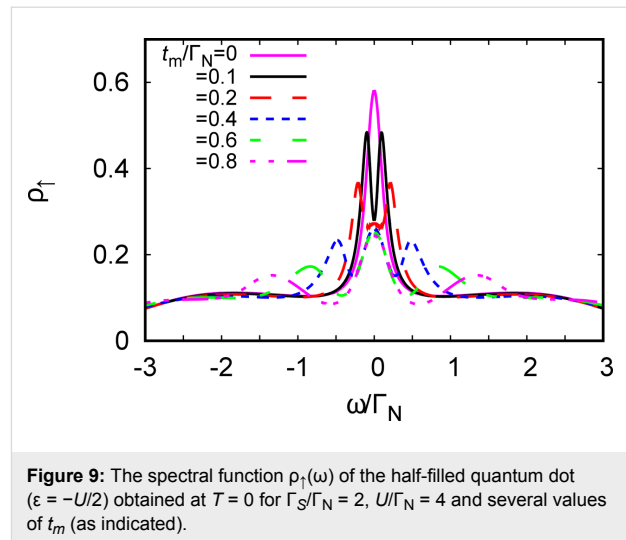 0.6
0.4
0.2
0
ρ↑
t_m/Γ_N=0
=0.1
=0.2
=0.4
=0.6
=0.8
-3 -2 -1 0 1 2 3
ω/Γ_N
Figure 9: The spectral function ρ↑(ω) of the half-filled quantum dot
(ε = −U/2) obtained at T = 0 for Γ_S/Γ_N = 2, U/Γ_N = 4 and several values
of t_m (as indicated).